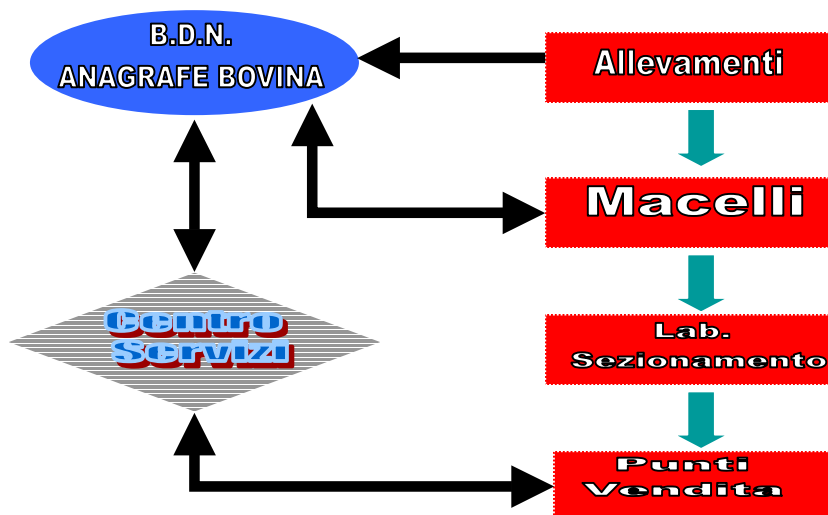 B.D.N.
ANAGRAFE BOVINA
Allevamenti
Macelli
Centro
Servizi
Lab.
Sezionamento
Punti
Vendita